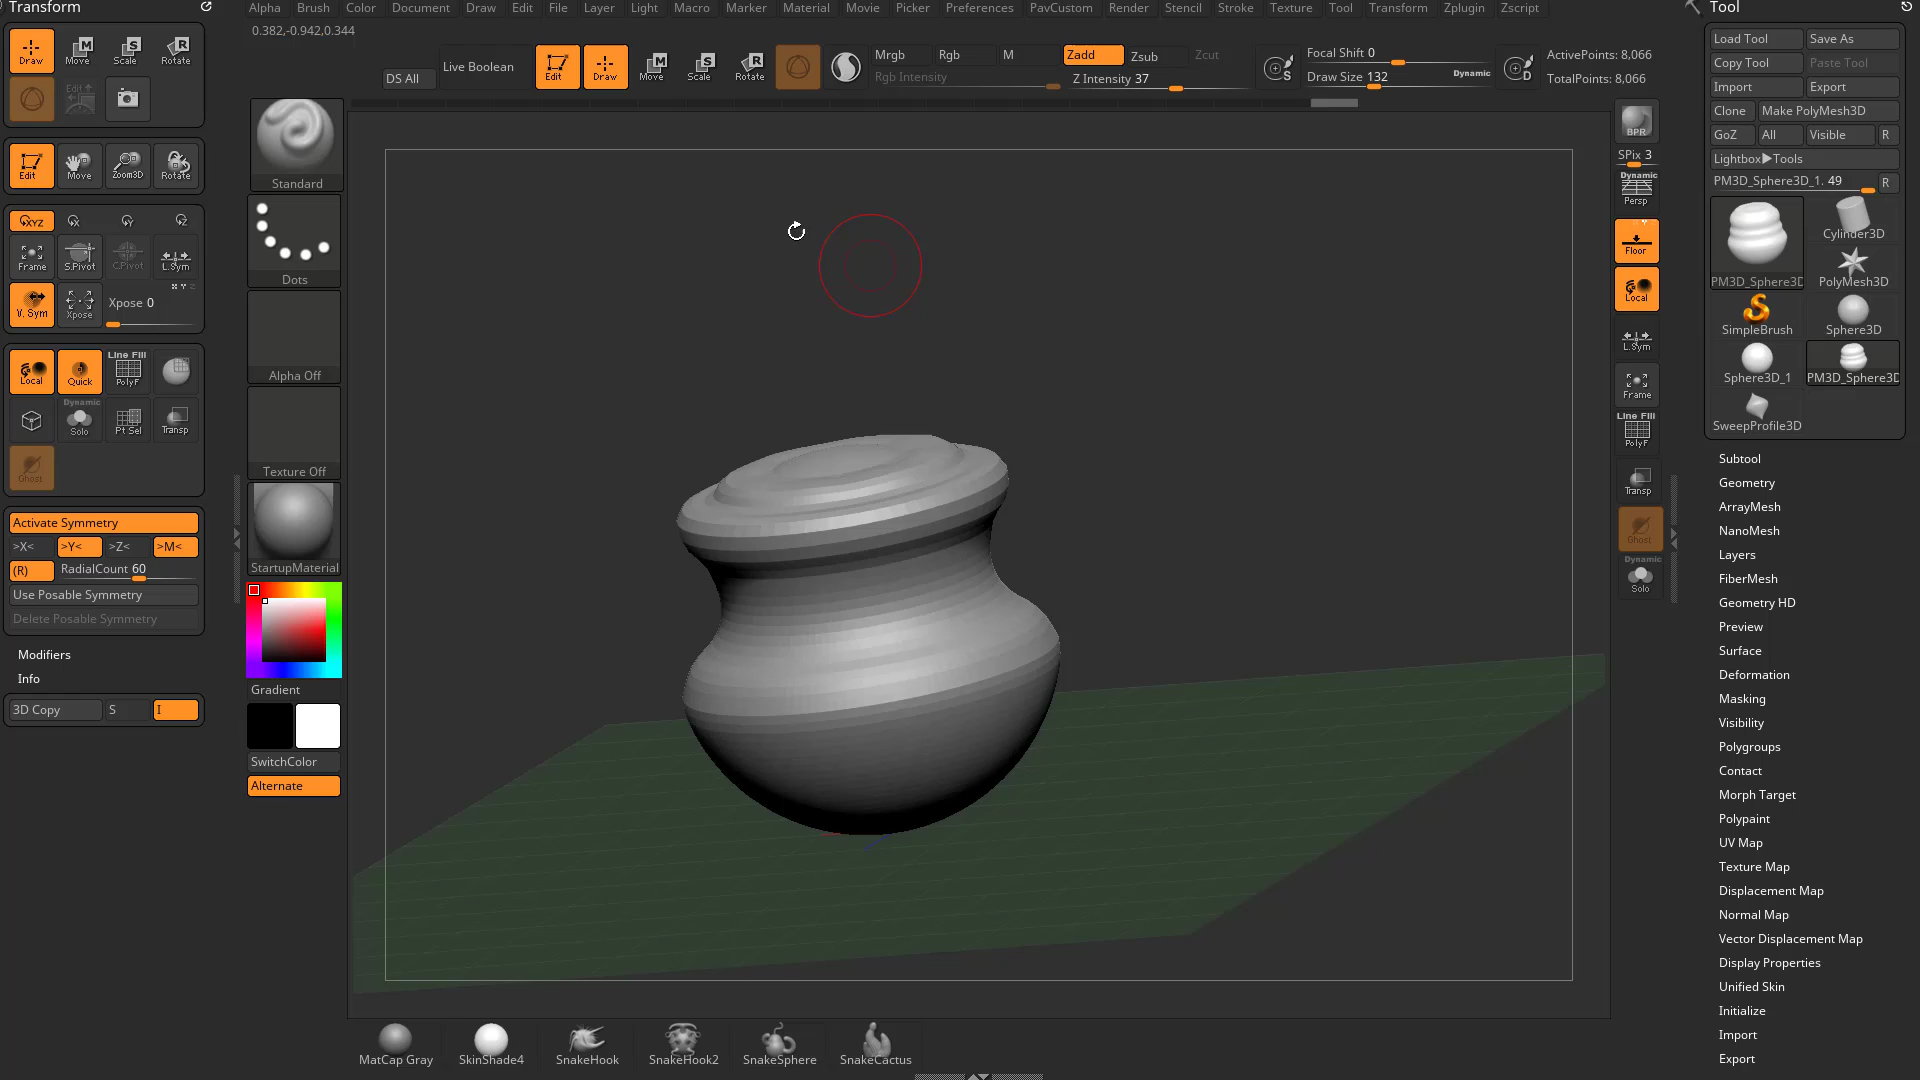 Transform
Alpha Brush Color Document Draw Edit File Layer Light Macro Marker Material Movie Picker Preferences PavCustom Render Stencil Stroke Texture Tool Transform Zplugin Zscript
Tool
0.382,-0.942,0.344
Draw Move Scale Rotate
Edit
DS All
Live Boolean
Edit Draw Move Scale Rotate
Mrgb Rgb M
Rgb Intensity
Zadd Zsub Zcut
Z Intensity 37
Focal Shift 0
Draw Size 132 Dynamic
ActivePoints: 8,066
TotalPoints: 8,066
Edit Move Zoom3D Rotate
XYZ X Y Z
Frame S.Pivot C.Pivot L.Sym
V. Sym Xpose Xpose 0
Line Fill
Local Quick PolyF
Dynamic
Solo Pt Sel Transp
Ghost
Activate Symmetry
>X< >Y< >Z< >M<
(R) RadialCount 60
Use Posable Symmetry
Delete Posable Symmetry
Modifiers
Info
3D Copy S I
Standard
Dots
Alpha Off
Texture Off
StartupMaterial
Gradient
SwitchColor
Alternate
BPR
SPix 3
Dynamic
Persp
Floor
Local
L.Sym
Frame
Line Fill
PolyF
Transp
Ghost
Dynamic
Solo
Load Tool Save As
Copy Tool Paste Tool
Import Export
Clone Make PolyMesh3D
GoZ All Visible R
Lightbox▶Tools
PM3D_Sphere3D_1. 49 R
PM3D_Sphere3D Cylinder3D
PolyMesh3D
SimpleBrush Sphere3D
Sphere3D_1 PM3D_Sphere3D
SweepProfile3D
Subtool
Geometry
ArrayMesh
NanoMesh
Layers
FiberMesh
Geometry HD
Preview
Surface
Deformation
Masking
Visibility
Polygroups
Contact
Morph Target
Polypaint
UV Map
Texture Map
Displacement Map
Normal Map
Vector Displacement Map
Display Properties
Unified Skin
Initialize
Import
Export
MatCap Gray SkinShade4 SnakeHook SnakeHook2 SnakeSphere SnakeCactus